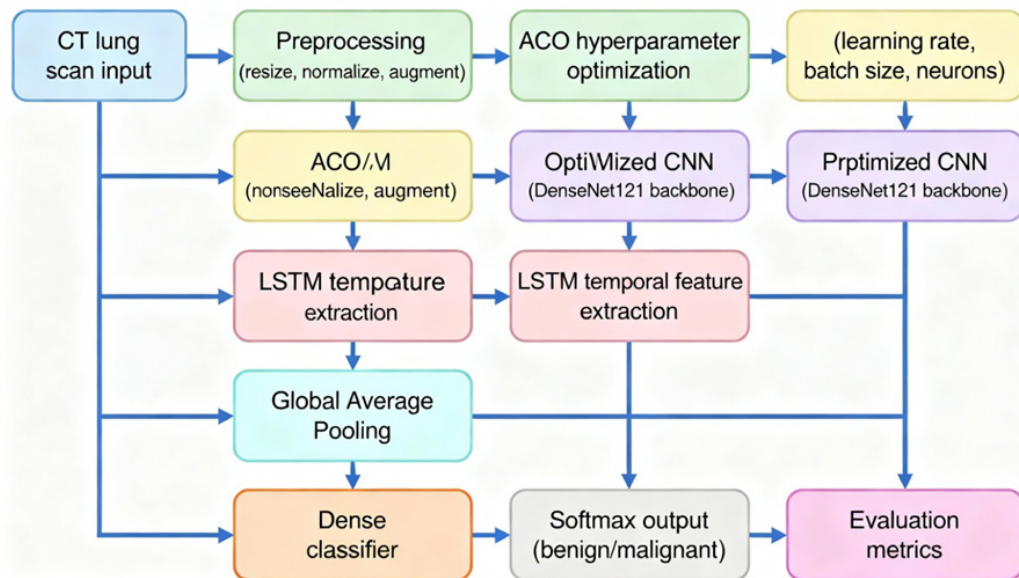 CT lung
scan input
Preprocessing
(resize, normalize, augment)
ACO hyperparameter
optimization
(learning rate,
batch size, neurons)
ACO/.M
(nonseeNalize, augment)
OptiWized CNN
(DenseNet121 backbone)
Prptimized CNN
(DenseNet121 backbone)
LSTM tempature
extraction
LSTM temporal feature
extraction
Global Average
Pooling
Dense
classifier
Softmax output
(benign/malignant)
Evaluation
metrics